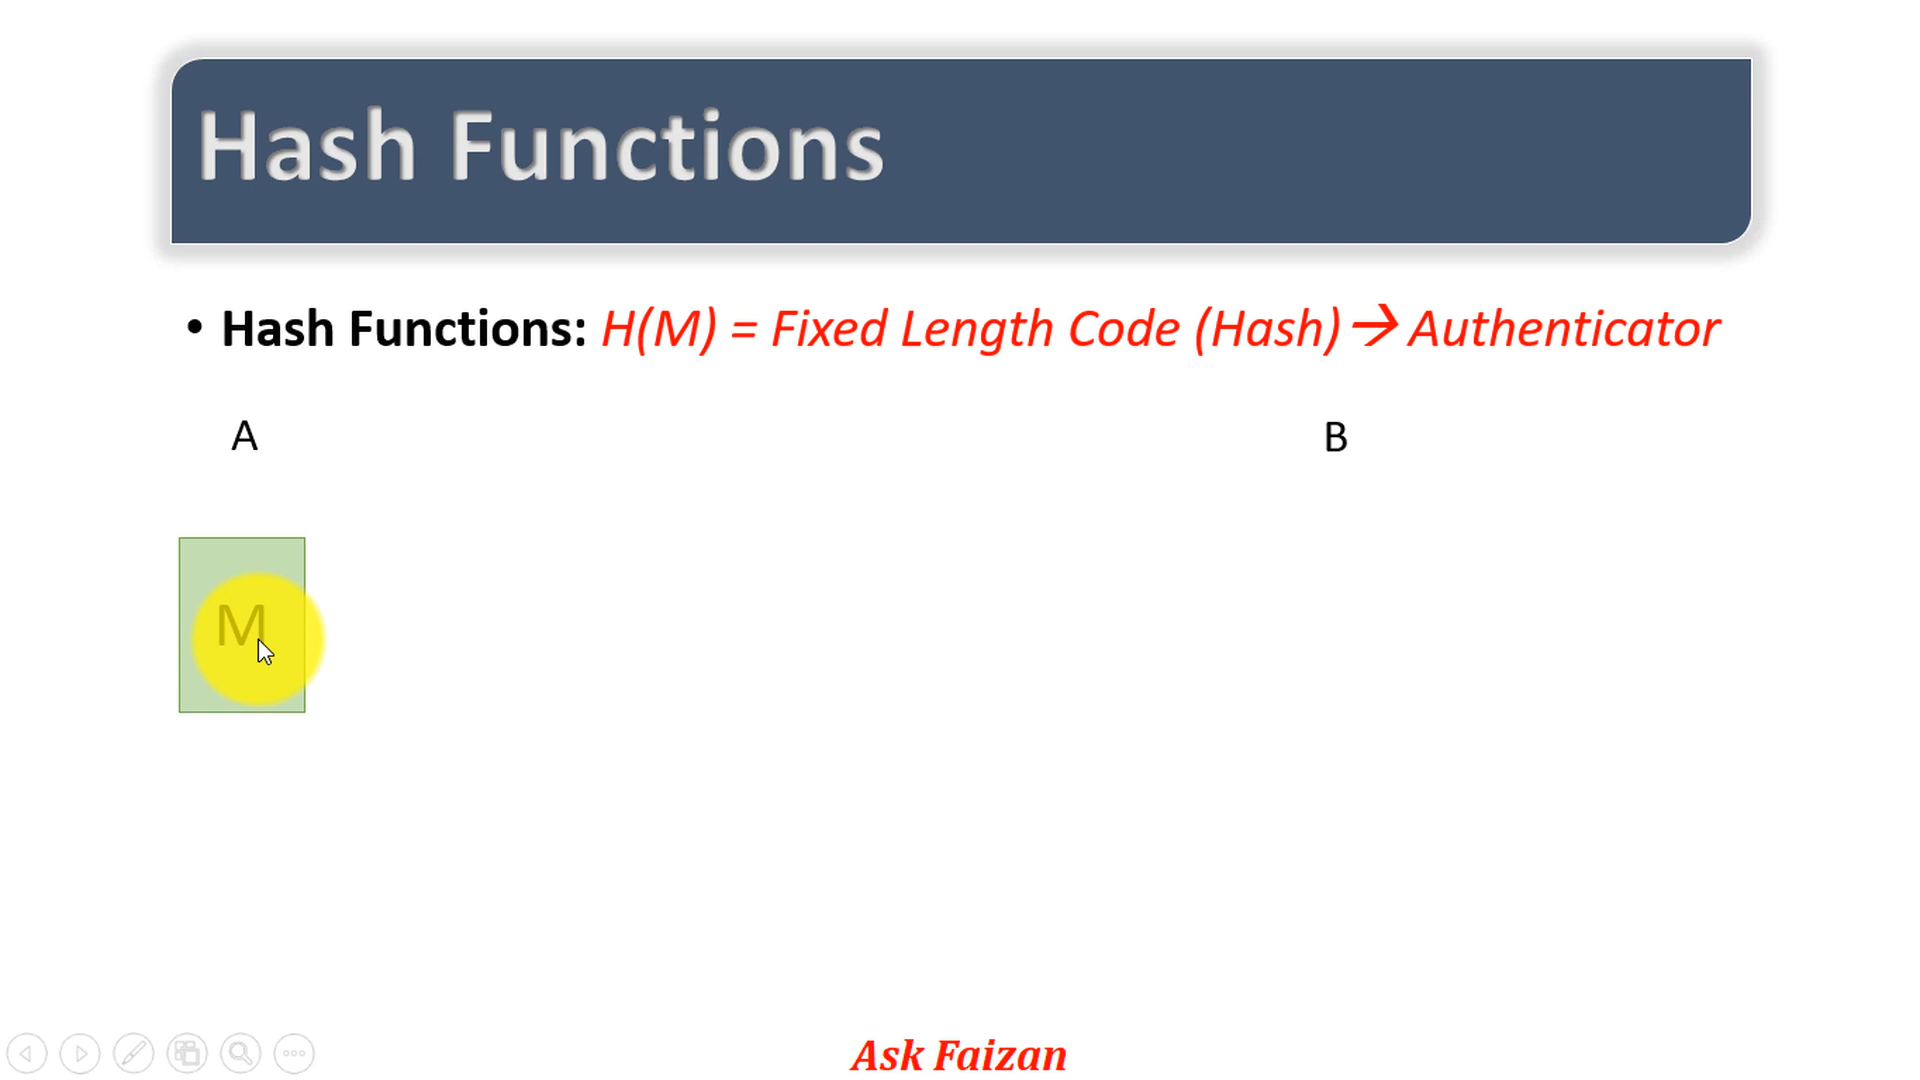 Hash Functions
• Hash Functions: H(M) = Fixed Length Code (Hash)→ Authenticator
A B
M
Ask Faizan